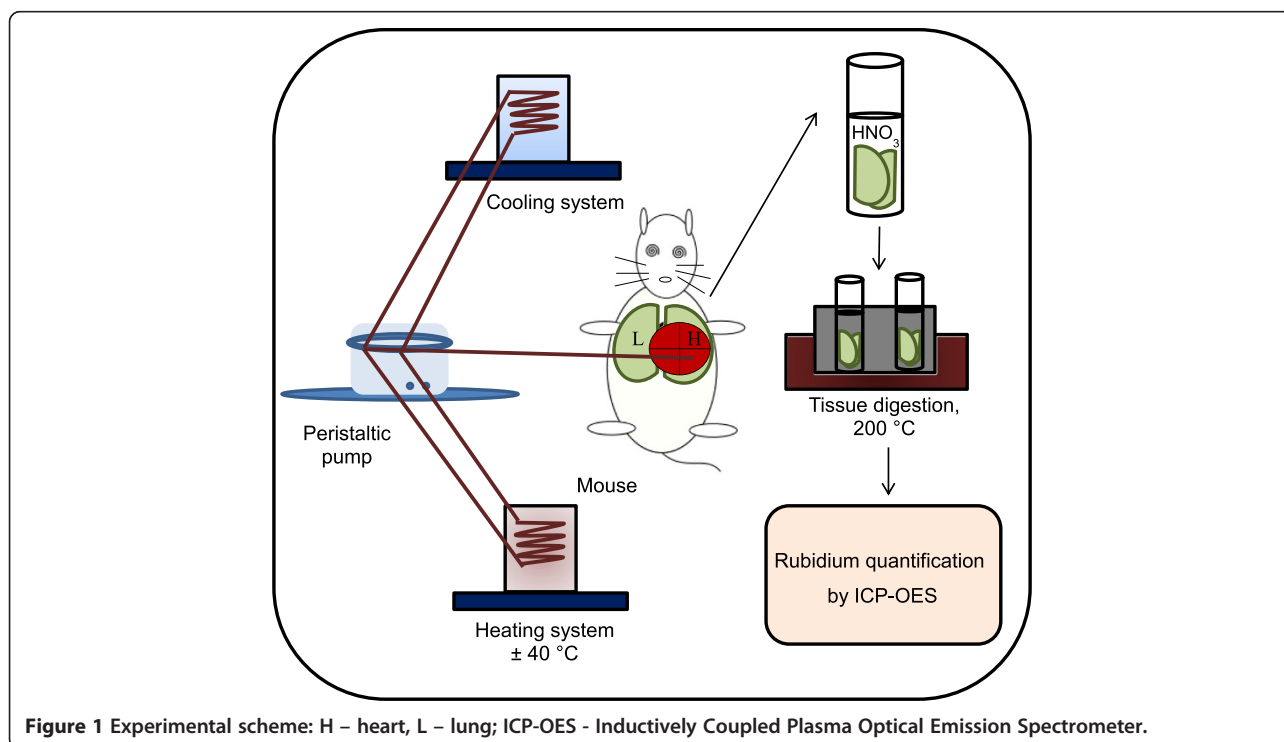 Cooling system
Peristaltic
pump
Heating system
± 40 °C
L
H
Mouse
HNO3
Tissue digestion,
200 °C
Rubidium quantification
by ICP-OES
Figure 1 Experimental scheme: H – heart, L – lung; ICP-OES - Inductively Coupled Plasma Optical Emission Spectrometer.